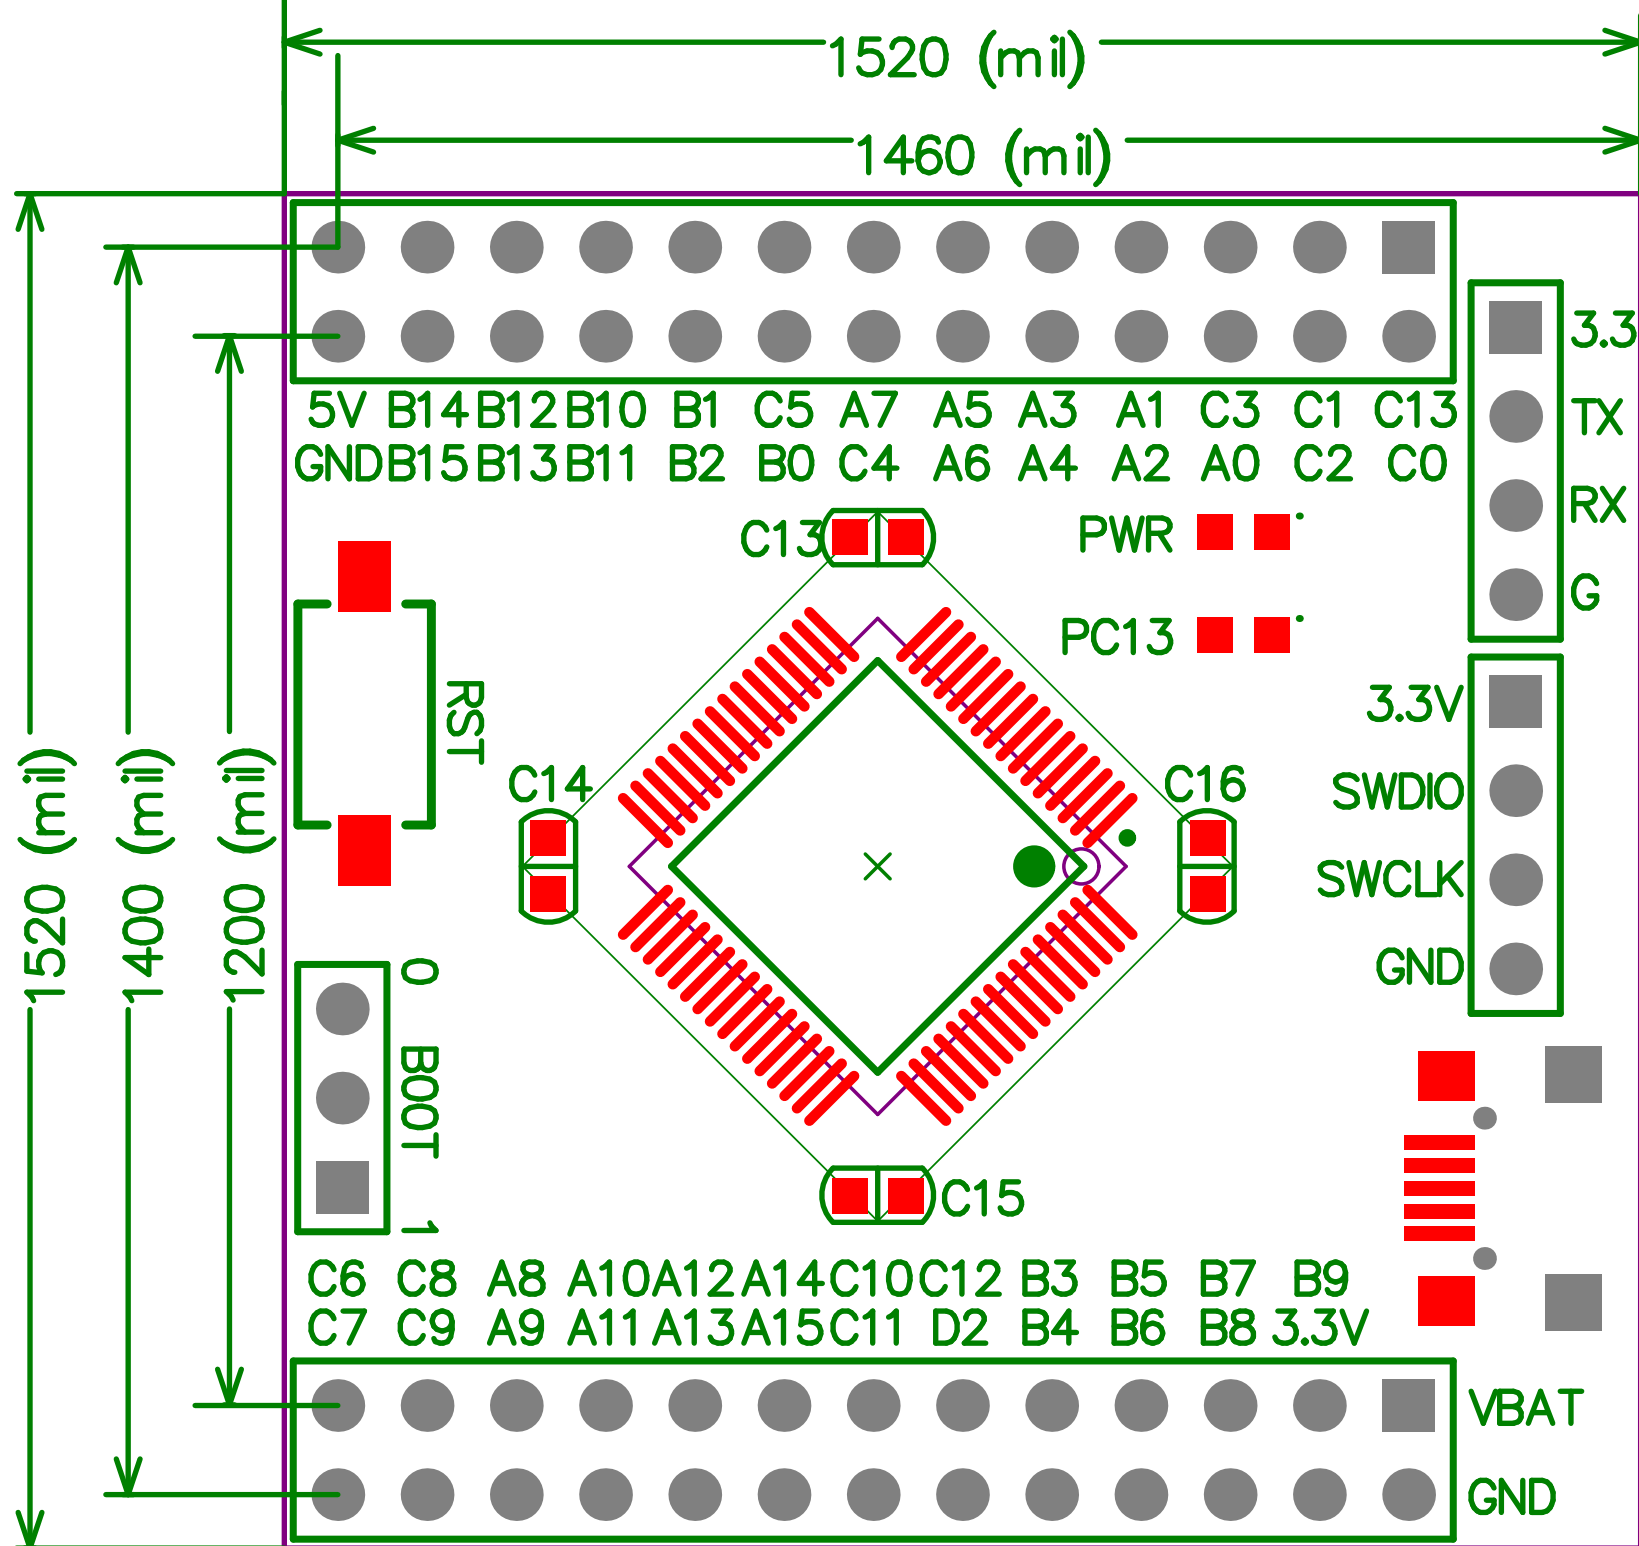 1520 (mil)
1460 (mil)
1520 (mil)
1400 (mil)
1200 (mil)
5V B14 B12 B10 B1 C5 A7 A5 A3 A1 C3 C1 C13
GND B15 B13 B11 B2 B0 C4 A6 A4 A2 A0 C2 C0
3.3
TX
RX
G
C13
PWR
PC13
RST
C14
C16
3.3V
SWDIO
SWCLK
GND
0
BOOT
1
C15
C6 C8 A8 A10 A12 A14 C10 C12 B3 B5 B7 B9
C7 C9 A9 A11 A13 A15 C11 D2 B4 B6 B8 3.3V
VBAT
GND